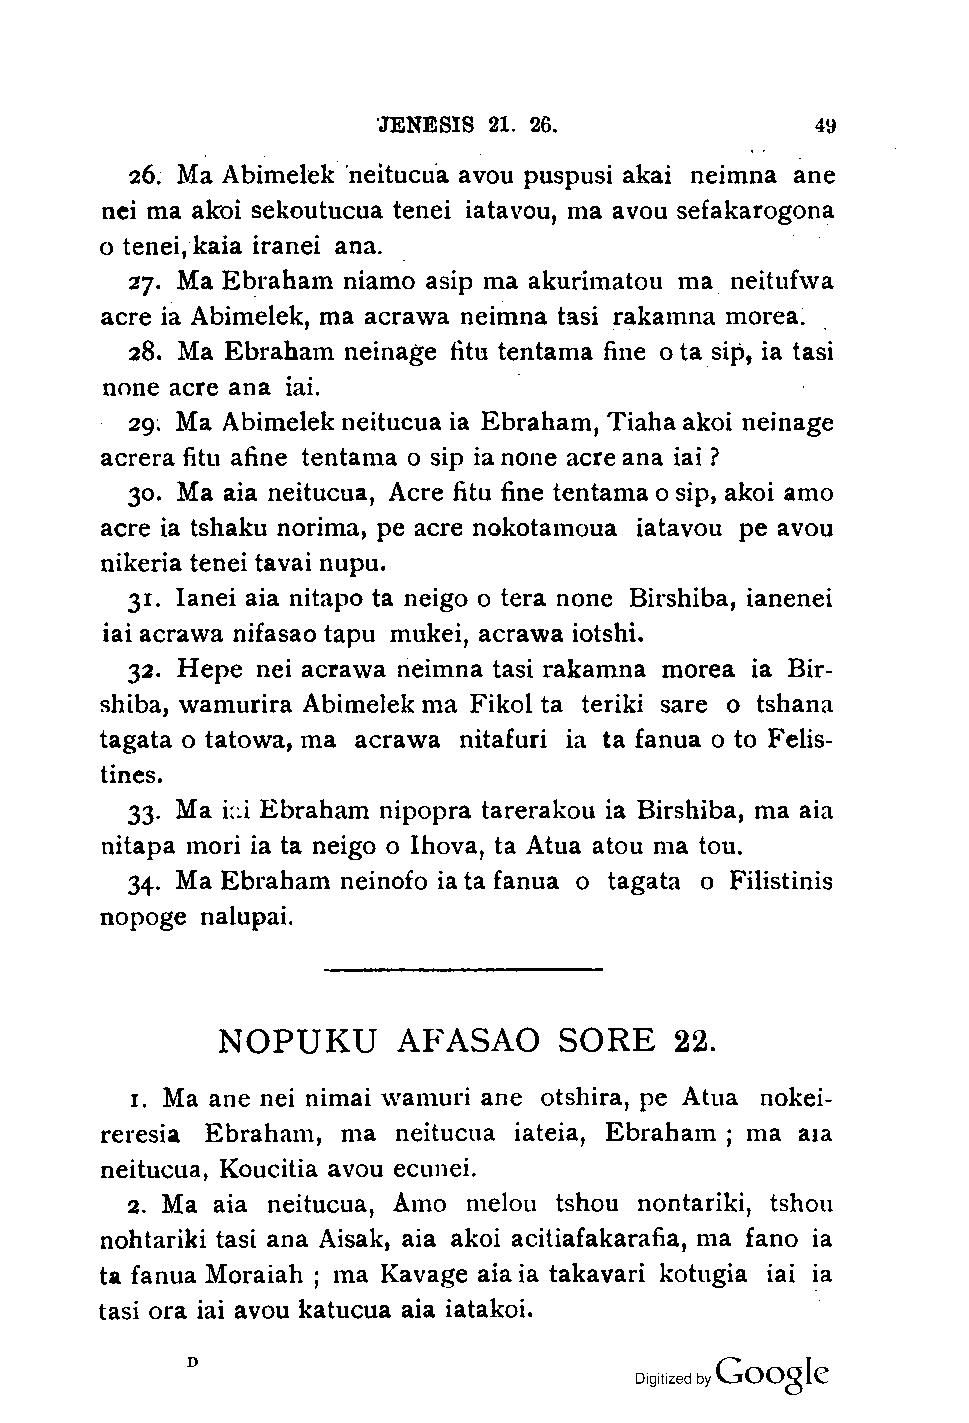 JENESIS 21. 26. 49
26. Ma Abimelek neitucua avou puspusi akai neimna ane
nei ma akoi sekoutucua tenei iatavou, ma avou sefakarogona
o tenei, kaia iranei ana.
27. Ma Ebraham niamo asip ma akurimatou ma neitufwa
acre ia Abimelek, ma acrawa neimna tasi rakamna morea.
28. Ma Ebraham neinage fitu tentama fine o ta sip, ia tasi
none acre ana iai.
29. Ma Abimelek neitucua ia Ebraham, Tiaha akoi neinage
acrera fitu afine tentama o sip ia none acre ana iai ?
30. Ma aia neitucua, Acre fitu fine tentama o sip, akoi amo
acre ia tshaku norima, pe acre nokotamoua iatavou pe avou
nikeria tenei tavai nupu.
31. Ianei aia nitapo ta neigo o tera none Birshiba, ianenei
iai acrawa nifasao tapu mukei, acrawa iotshi.
32. Hepe nei acrawa neimna tasi rakamna morea ia Bir-
shiba, wamurira Abimelek ma Fikol ta teriki sare o tshana
tagata o tatowa, ma acrawa nitafuri ia ta fanua o to Felis-
tines.
33. Ma iai Ebraham nipopra tarerakou ia Birshiba, ma aia
nitapa mori ia ta neigo o Ihova, ta Atua atou ma tou.
34. Ma Ebraham neinofo ia ta fanua o tagata o Filistinis
nopoge nalupai.
NOPUKU AFASAO SORE 22.
1. Ma ane nei nimai wamuri ane otshira, pe Atua nokei-
reresia Ebraham, ma neitucua iateia, Ebraham ; ma aia
neitucua, Koucitia avou ecunei.
2. Ma aia neitucua, Amo melou tshou nontariki, tshou
nohtariki tasi ana Aisak, aia akoi acitiafakarafia, ma fano ia
ta fanua Moraiah ; ma Kavage aia ia takavari kotugia iai ia
tasi ora iai avou katucua aia iatakoi.
D
Digitized by Google